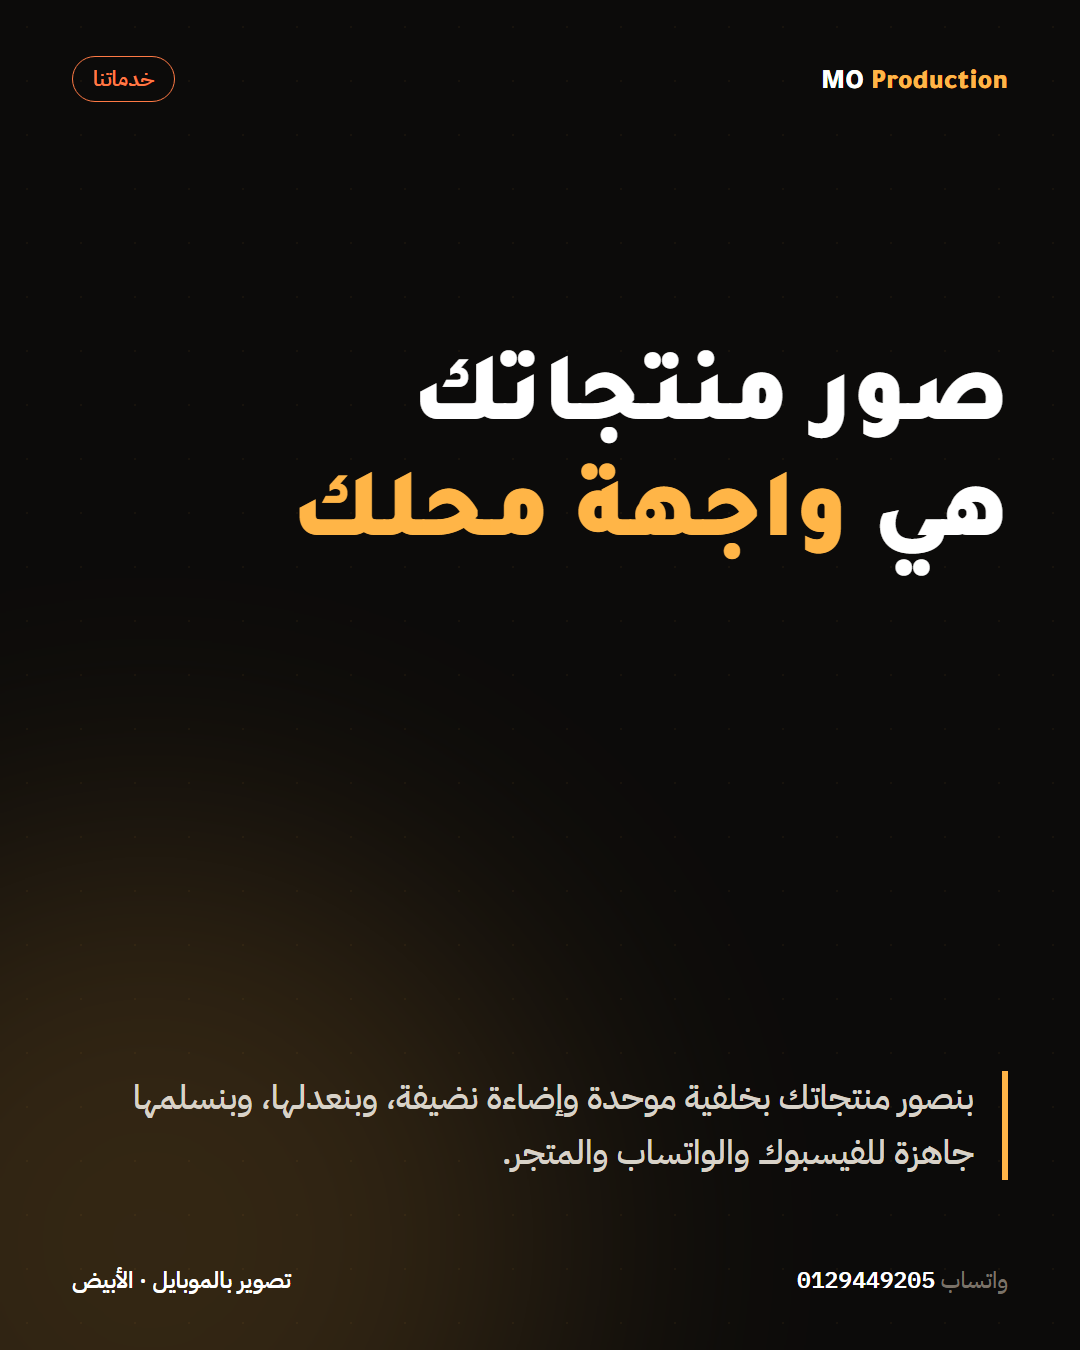 MO Production
خدماتنا
صور منتجاتك
هي واجهة محلك
بنصور منتجاتك بخلفية موحدة وإضاءة نضيفة، وبنعدلها، وبنسلمها
جاهزة للفيسبوك والواتساب والمتجر.
واتساب 0129449205
تصوير بالموبايل · الأبيض